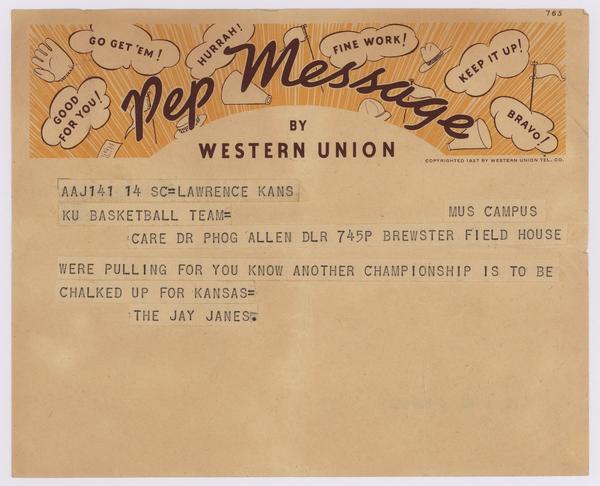 763
GO GET 'EM!
HURRAH!
FINE WORK!
KEEP IT UP!
GOOD FOR YOU!
BRAVO!
Pep Message
BY
WESTERN UNION
COPYRIGHTED 1937 BY WESTERN UNION TEL. CO.
AAJ141 14 SC=LAWRENCE KANS
KU BASKETBALL TEAM= MUS CAMPUS
CARE DR PHOG ALLEN DLR 745P BREWSTER FIELD HOUSE
WERE PULLING FOR YOU KNOW ANOTHER CHAMPIONSHIP IS TO BE
CHALKED UP FOR KANSAS=
THE JAY JANES.